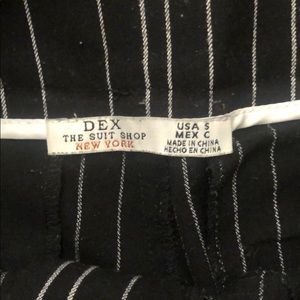 DEX
THE SUIT SHOP
NEW YORK
USA S
MEX C
MADE IN CHINA
HECHO EN CHINA